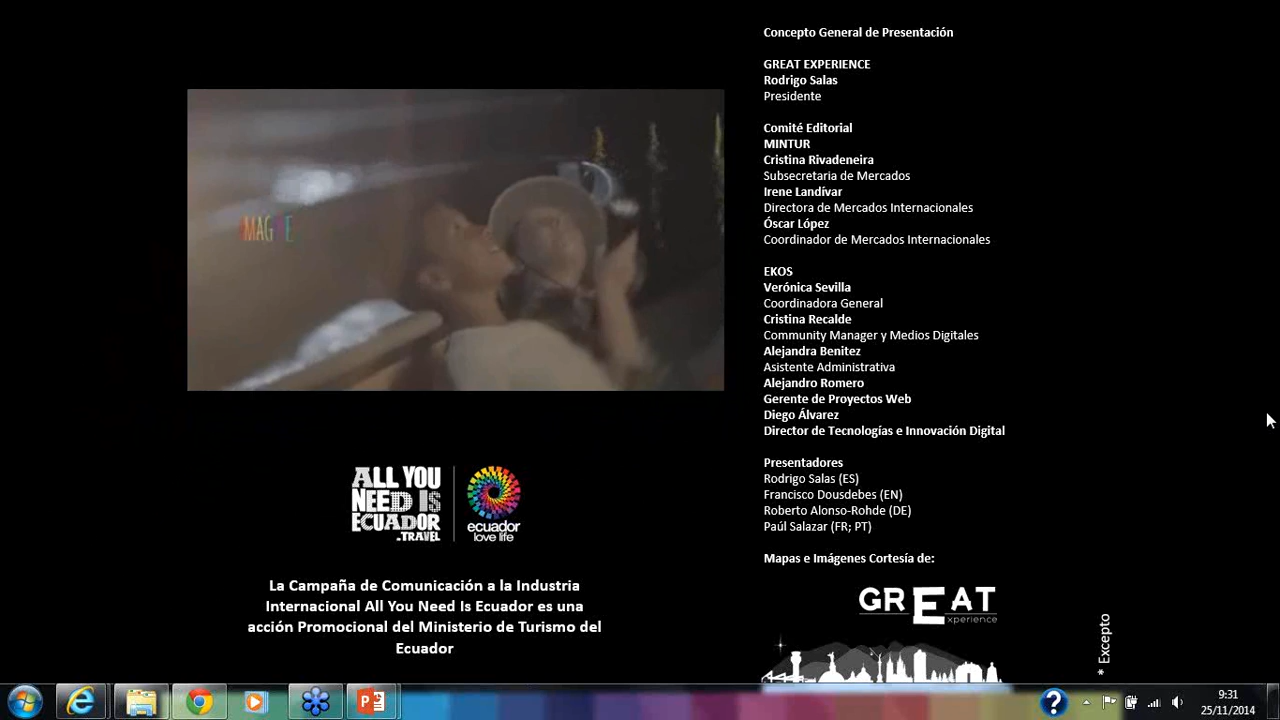 IMAGINE
ALL YOU
NEED IS
ECUADOR
.TRAVEL
ecuador
love life
La Campaña de Comunicación a la Industria
Internacional All You Need Is Ecuador es una
acción Promocional del Ministerio de Turismo del
Ecuador
Concepto General de Presentación
GREAT EXPERIENCE
Rodrigo Salas
Presidente
Comité Editorial
MINTUR
Cristina Rivadeneira
Subsecretaria de Mercados
Irene Landívar
Directora de Mercados Internacionales
Óscar López
Coordinador de Mercados Internacionales
EKOS
Verónica Sevilla
Coordinadora General
Cristina Recalde
Community Manager y Medios Digitales
Alejandra Benitez
Asistente Administrativa
Alejandro Romero
Gerente de Proyectos Web
Diego Álvarez
Director de Tecnologías e Innovación Digital
Presentadores
Rodrigo Salas (ES)
Francisco Dousdebes (EN)
Roberto Alonso-Rohde (DE)
Paúl Salazar (FR; PT)
Mapas e Imágenes Cortesía de:
GREAT
xperience
* Excepto
9:31
25/11/2014